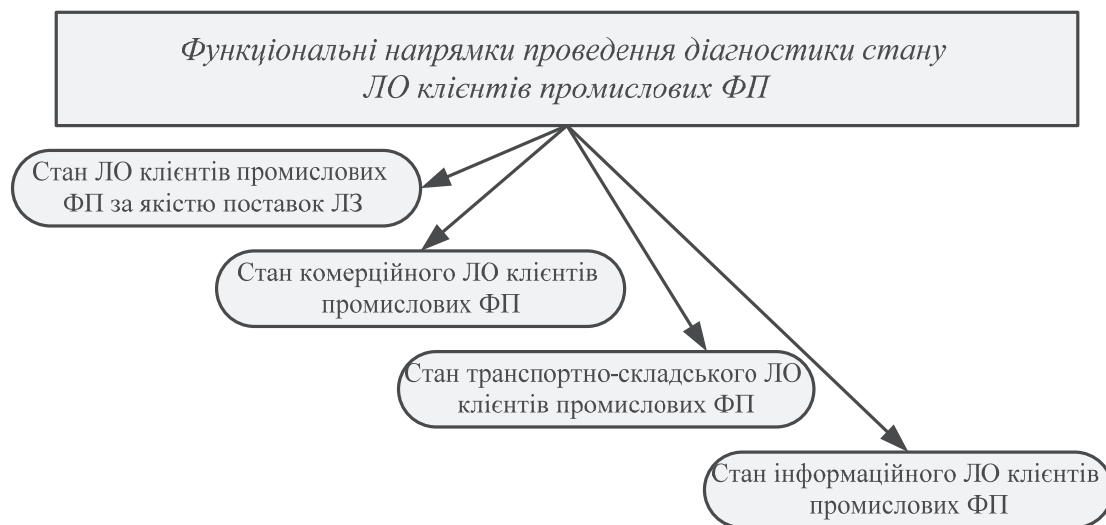 Функціональні напрямки проведення діагностики стану
ЛО клієнтів промислових ФП
Стан ЛО клієнтів промислових
ФП за якістю поставок ЛЗ
Стан комерційного ЛО клієнтів
промислових ФП
Стан транспортно-складського ЛО
клієнтів промислових ФП
Стан інформаційного ЛО клієнтів
промислових ФП